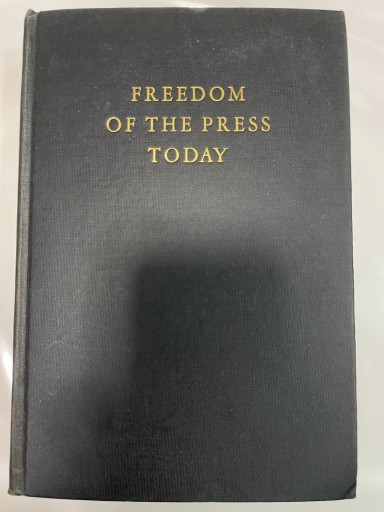 FREEDOM
OF THE PRESS
TODAY